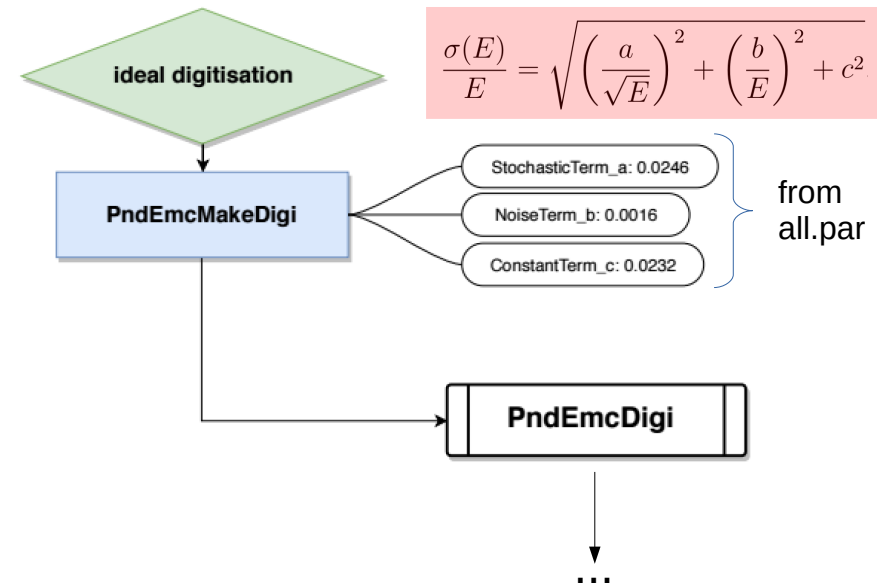 ideal digitisation
σ(E)/E = √((a/√E)² + (b/E)² + c²
PndEmcMakeDigi
StochasticTerm_a: 0.0246
NoiseTerm_b: 0.0016
ConstantTerm_c: 0.0232
from
all.par
PndEmcDigi
...